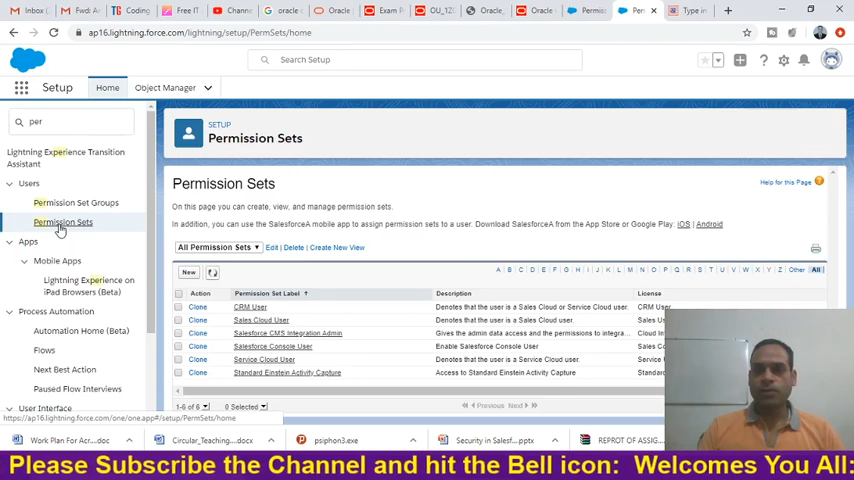 Inbox (
Fwd: A
Coding
Free IT
Chann
oracle
Oracle
Exam P
OU_1Z
Oracle_
Oracle
Permiss
Perm
Type in
ap16.lightning.force.com/lightning/setup/PermSets/home
Search Setup
Setup
Home
Object Manager
per
Lightning Experience Transition
Assistant
Users
Permission Set Groups
Permission Sets
Apps
Mobile Apps
Lightning Experience on
iPad Browsers (Beta)
Process Automation
Automation Home (Beta)
Flows
Next Best Action
Paused Flow Interviews
User Interface
SETUP
Permission Sets
Permission Sets
Help for this Page
On this page you can create, view, and manage permission sets.
In addition, you can use the SalesforceA mobile app to assign permission sets to a user. Download SalesforceA from the App Store or Google Play: iOS | Android
All Permission Sets Edit | Delete | Create New View
New
A B C D E F G H I J K L M N O P Q R S T U V W X Y Z Other All
Action Permission Set Label ↑ Description License
Clone CRM User Denotes that the user is a Sales Cloud or Service Cloud user. CRM U
Clone Sales Cloud User Denotes that the user is a Sales Cloud user. Sales C
Clone Salesforce CMS Integration Admin Gives the admin data access and the permissions to integra... Cloud In
Clone Salesforce Console User Enable Salesforce Console User
Clone Service Cloud User Denotes that the user is a Service Cloud user.
Clone Standard Einstein Activity Capture Access to Standard Einstein Activity Capture
1-6 of 6 0 Selected Previous Next
https://ap16.lightning.force.com/one/one.app#/setup/PermSets/home
Work Plan For Acr....doc
Circular_Teaching....docx
psiphon3.exe
Security in Salesf....pptx
REPROT OF ASSIG
Please Subscribe the Channel and hit the Bell icon: Welcomes You All: